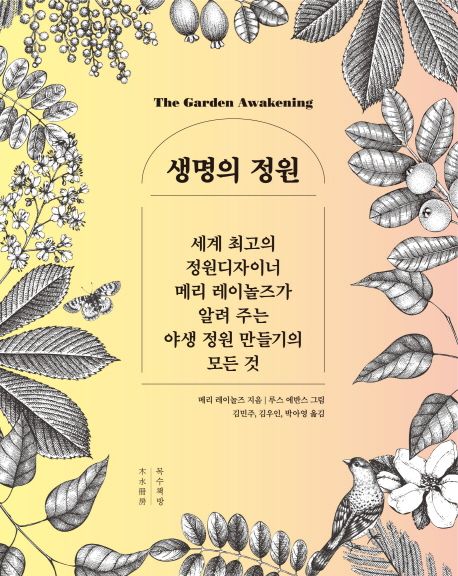 The Garden Awakening
생명의 정원
세계 최고의
정원디자이너
메리 레이놀즈가
알려 주는
야생 정원 만들기의
모든 것
메리 레이놀즈 지음 | 루스 에반스 그림
김민주, 김우인, 박아영 옮김
목수책방
木水冊房